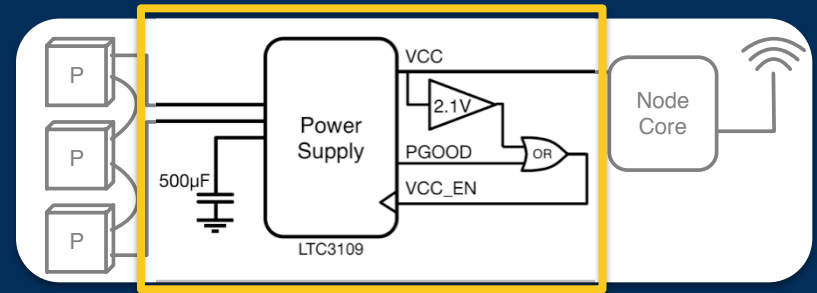 P
P
P
500µF
Power
Supply
LTC3109
VCC
2.1V
PGOOD
OR
VCC_EN
Node
Core